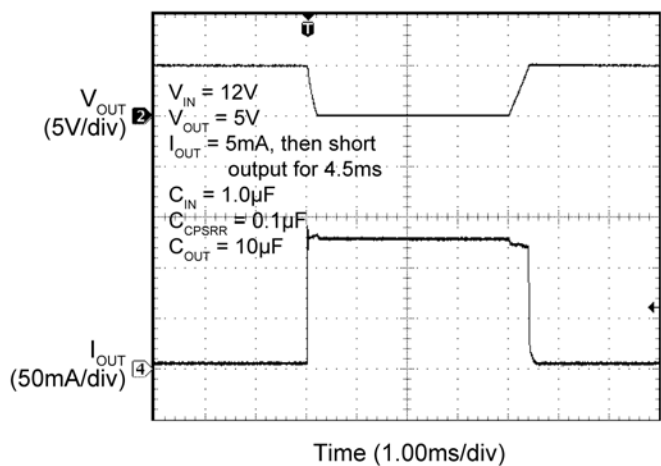 T
V_OUT
(5V/div)
2
V_IN = 12V
V_OUT = 5V
I_OUT = 5mA, then short
output for 4.5ms
C_IN = 1.0µF
C_CPSRR = 0.1µF
C_OUT = 10µF
I_OUT
(50mA/div)
4
Time (1.00ms/div)